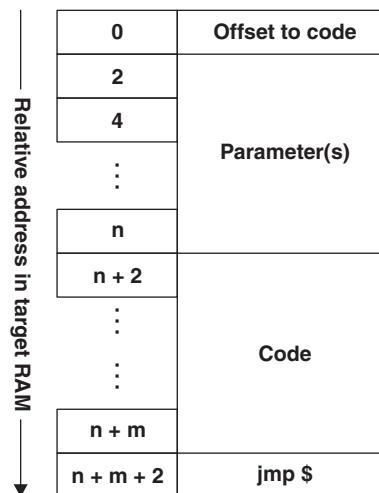 0 Offset to code
2
4
Parameter(s)
⋮
n
n + 2
⋮
⋮
Code
n + m
n + m + 2 jmp $
Relative address in target RAM